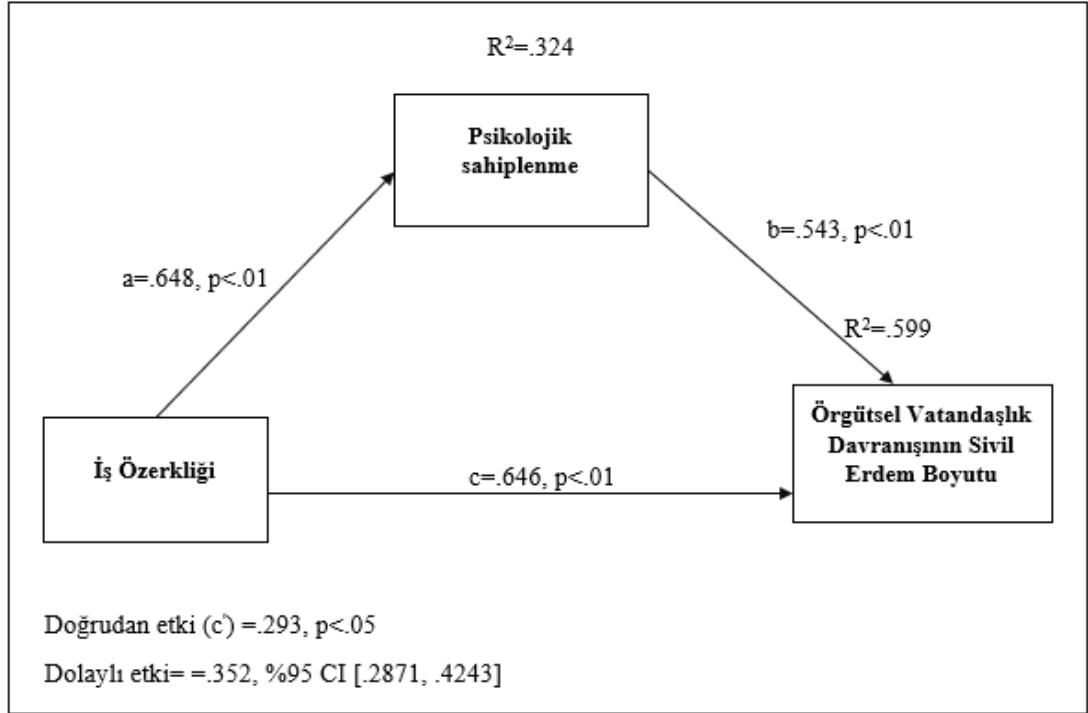 R²=.324
Psikolojik
sahiplenme
b=.543, p<.01
a=.648, p<.01
R²=.599
Örgütsel Vatandaşlık
Davranışının Sivil
Erdem Boyutu
İş Özerkliği
c=.646, p<.01
Doğrudan etki (c') =.293, p<.05
Dolaylı etki= =.352, %95 CI [.2871, .4243]